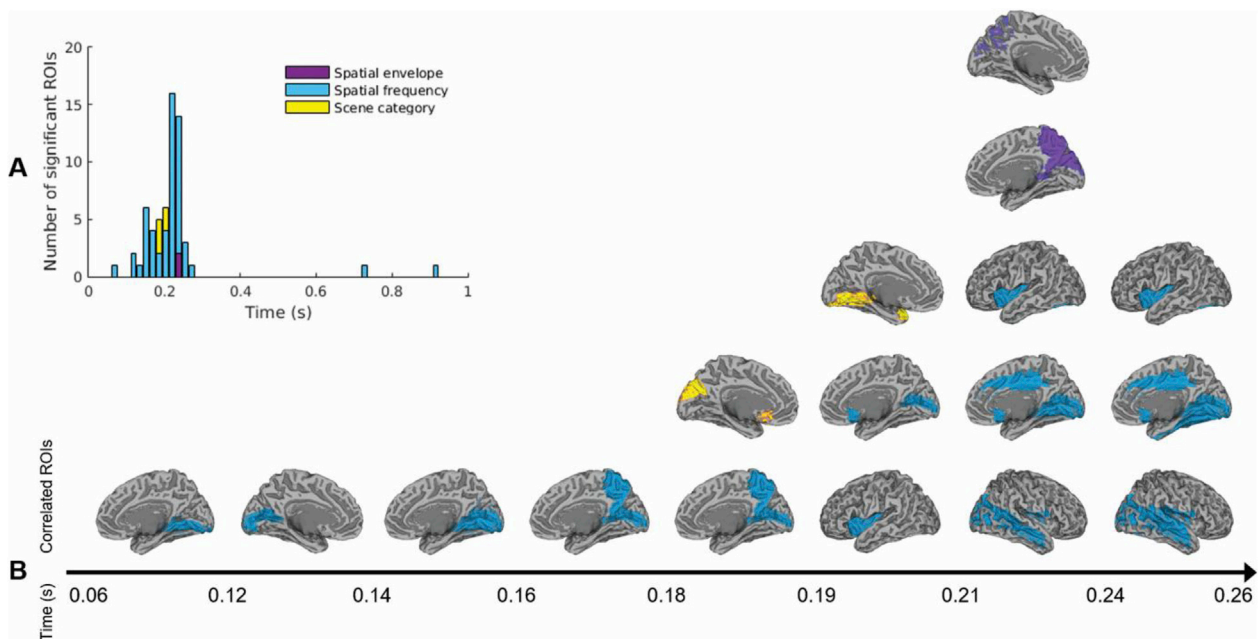 A
Number of significant ROIs
20
15
10
5
0
0
0.2
0.4
0.6
0.8
1
Time (s)
Spatial envelope
Spatial frequency
Scene category
B
Correlated ROIs
Time (s)
0.06
0.12
0.14
0.16
0.18
0.19
0.21
0.24
0.26